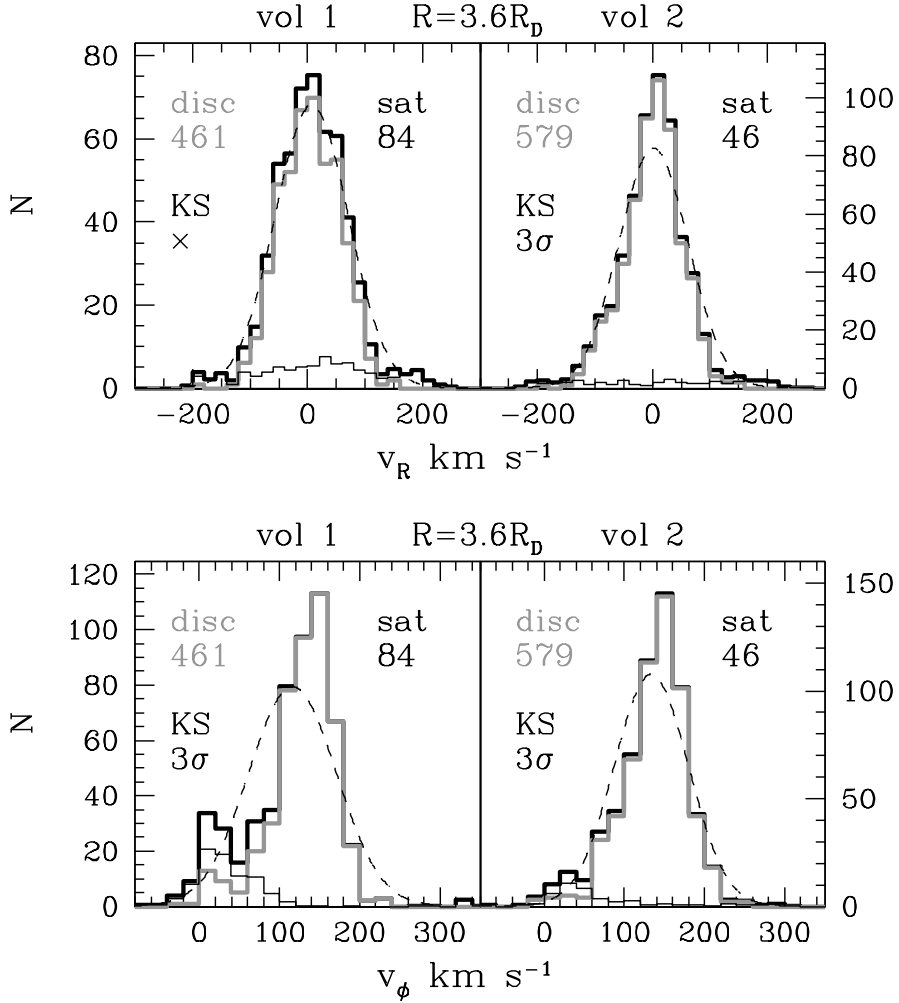 vol 1 R=3.6R_D vol 2
80 60 40 20 0
N
disc 461
sat 84
KS ×
disc 579
sat 46
KS 3σ
100 80 60 40 20 0
-200 0 200 -200 0 200
v_R km s⁻¹
vol 1 R=3.6R_D vol 2
120 100 80 60 40 20 0
N
disc 461
sat 84
KS 3σ
disc 579
sat 46
KS 3σ
150 100 50 0
0 100 200 300 0 100 200 300
v_ϕ km s⁻¹